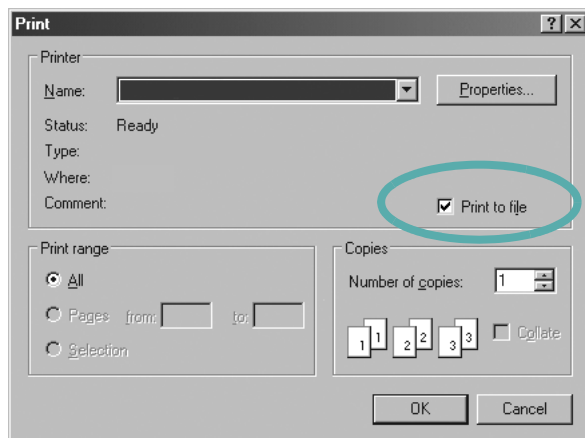 Print
Printer
Name:
Properties...
Status: Ready
Type:
Where:
Comment:
Print to file
Print range
All
Pages from: to:
Selection
Copies
Number of copies: 1
1 1 2 2 3 3
Collate
OK Cancel